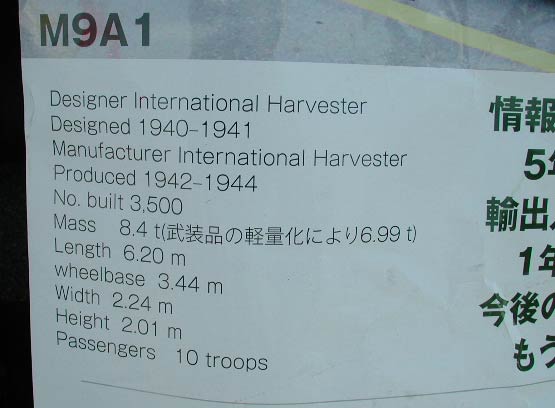 M9A1
Designer International Harvester
Designed 1940-1941
Manufacturer International Harvester
Produced 1942-1944
No. built 3,500
Mass 8.4 t(武装品の軽量化により6.99 t)
Length 6.20 m
wheelbase 3.44 m
Width 2.24 m
Height 2.01 m
Passengers 10 troops
情報
5年
輸出入
1年
今後の
もう